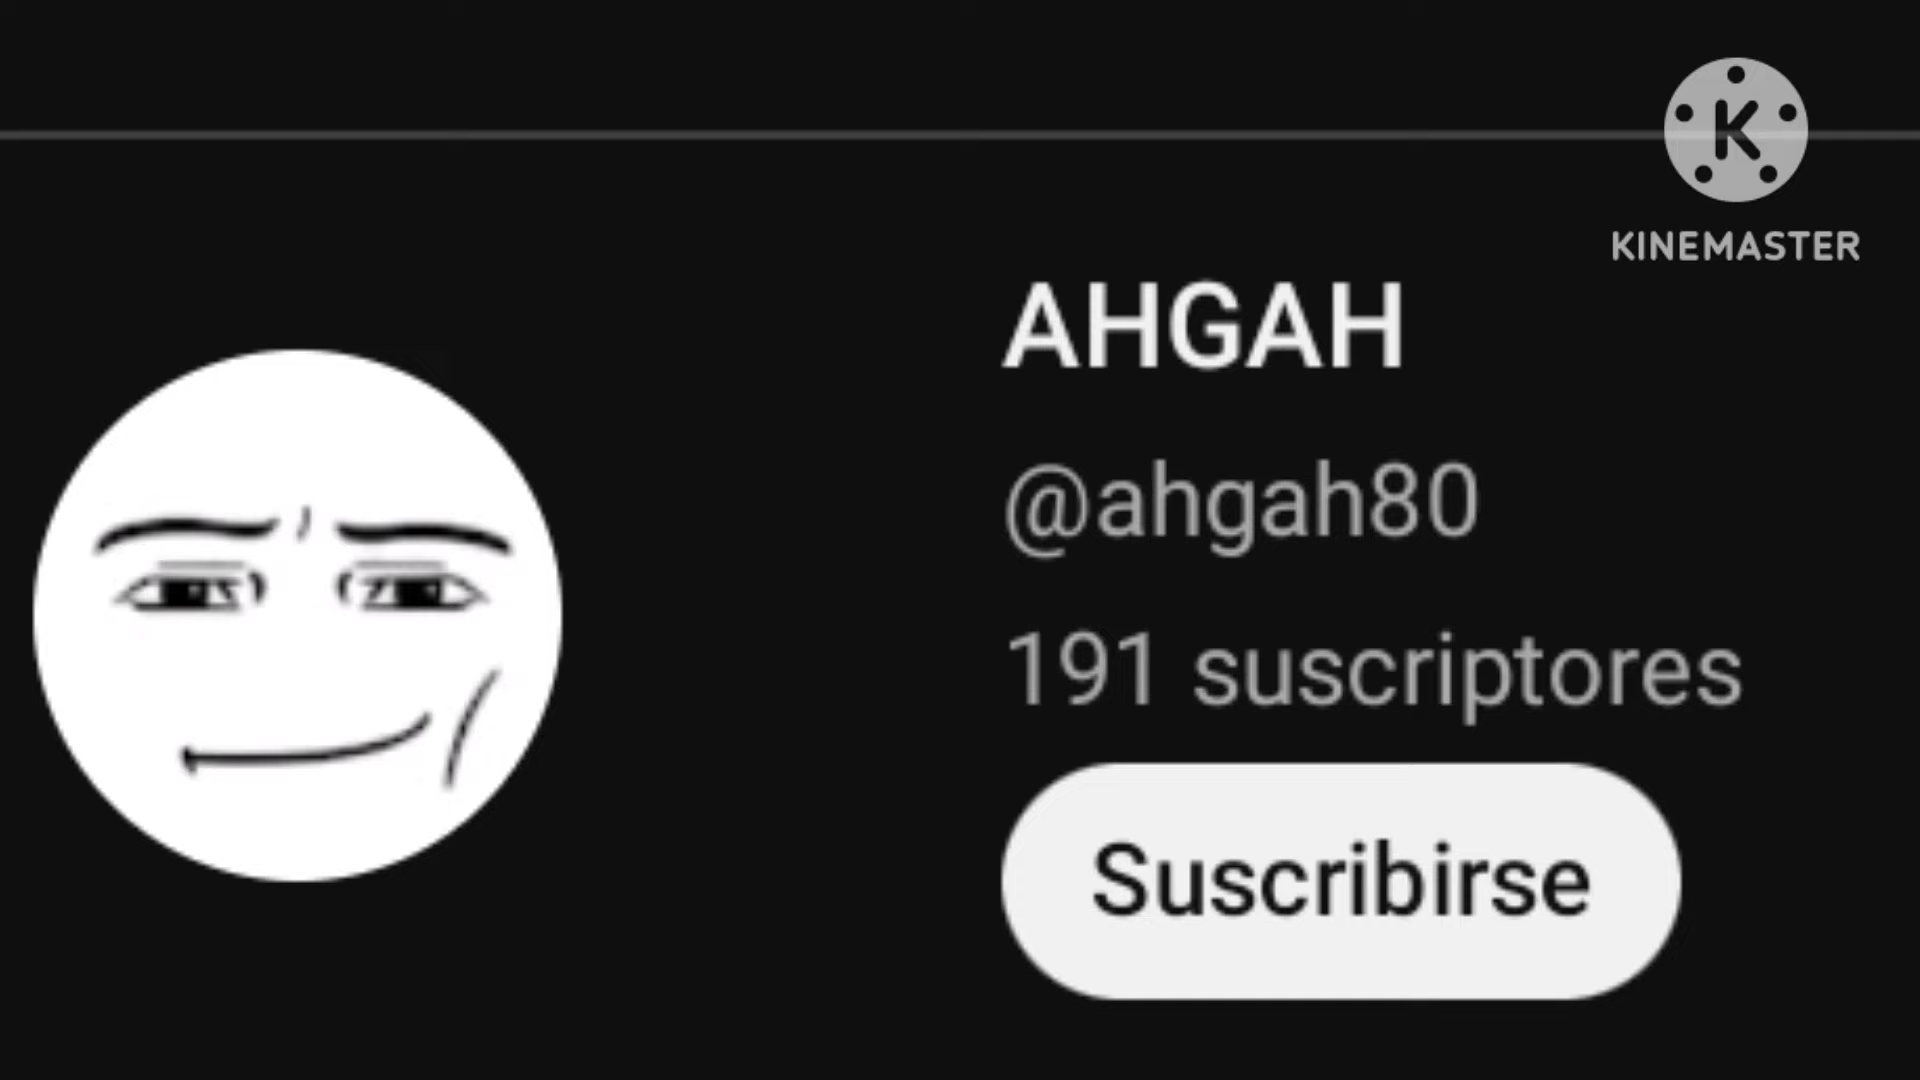 K
KINEMASTER
AHGAH
@ahgah80
191 suscriptores
Suscribirse